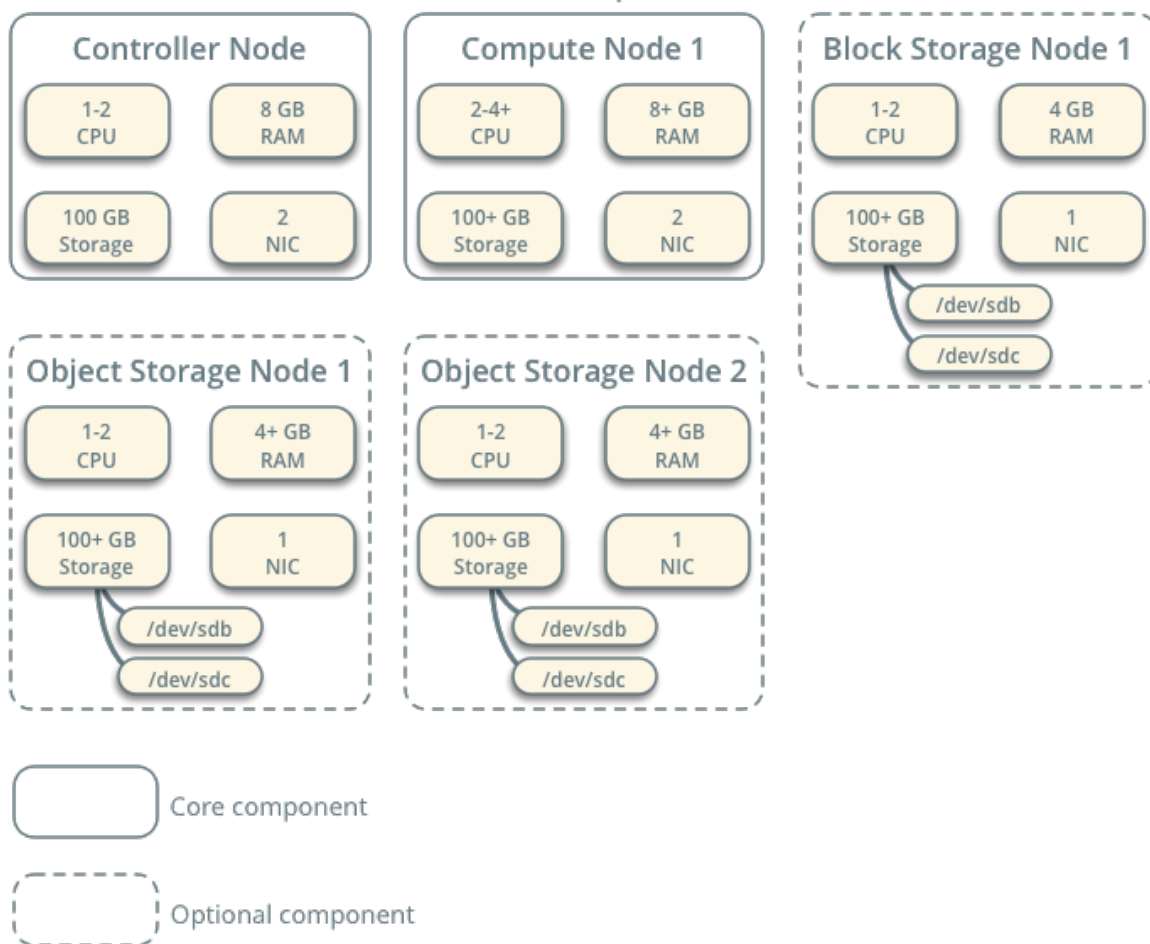 Controller Node
1-2
CPU
8 GB
RAM
100 GB
Storage
2
NIC
Compute Node 1
2-4+
CPU
8+ GB
RAM
100+ GB
Storage
2
NIC
Block Storage Node 1
1-2
CPU
4 GB
RAM
100+ GB
Storage
1
NIC
/dev/sdb
/dev/sdc
Object Storage Node 1
1-2
CPU
4+ GB
RAM
100+ GB
Storage
1
NIC
/dev/sdb
/dev/sdc
Object Storage Node 2
1-2
CPU
4+ GB
RAM
100+ GB
Storage
1
NIC
/dev/sdb
/dev/sdc
Core component
Optional component